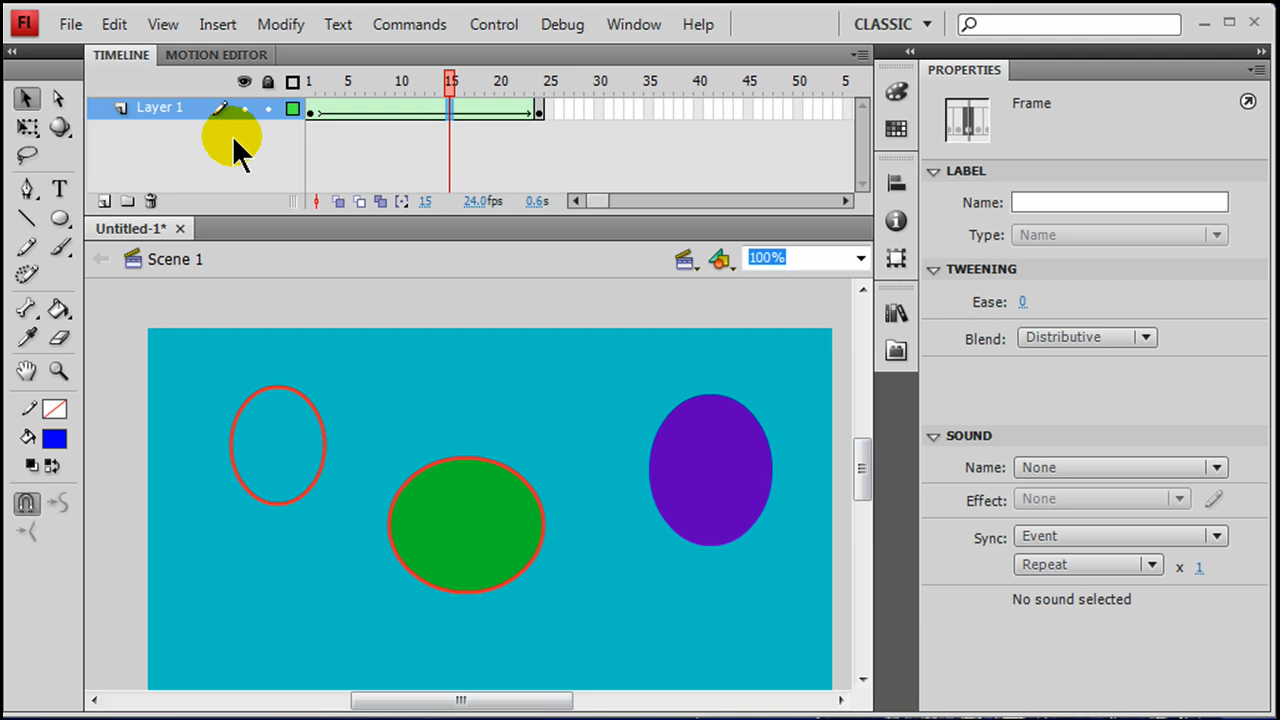 Fl File Edit View Insert Modify Text Commands Control Debug Window Help CLASSIC
TIMELINE MOTION EDITOR
1 5 10 15 20 25 30 35 40 45 50 5
Layer 1
15 24.0fps 0.6s
Untitled-1*
Scene 1 100%
PROPERTIES
Frame
LABEL
Name:
Type: Name
TWEENING
Ease: 0
Blend: Distributive
SOUND
Name: None
Effect: None
Sync: Event
Repeat x 1
No sound selected